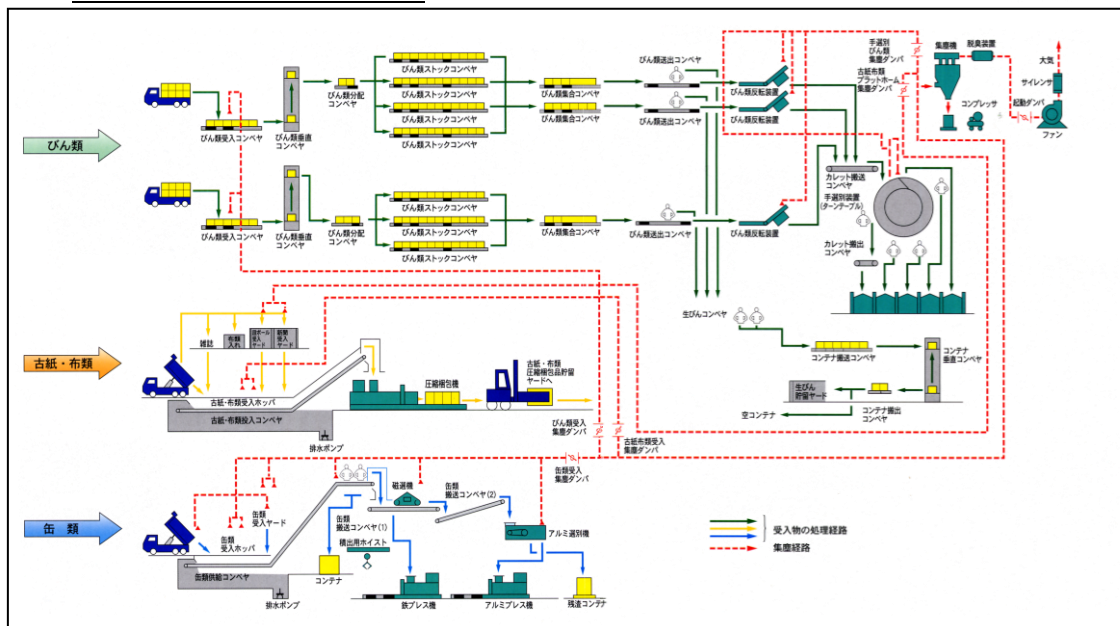 びん類
びん類受入コンベヤ
びん類垂直
コンベヤ
びん類分配
コンベヤ
びん類ストックコンベヤ
びん類ストックコンベヤ
びん類ストックコンベヤ
びん類ストックコンベヤ
びん類集合コンベヤ
びん類集合コンベヤ
びん類送出コンベヤ
びん類送出コンベヤ
びん類反転装置
びん類反転装置
手選別
びん類
集塵ダンパ
古紙布類
プラットホーム
集塵ダンパ
集塵機
脱臭装置
大気
サイレンサ
コンプレッサ
起動ダンパ
ファン
びん類受入コンベヤ
びん類垂直
コンベヤ
びん類分配
コンベヤ
びん類ストックコンベヤ
びん類ストックコンベヤ
びん類ストックコンベヤ
びん類集合コンベヤ
びん類送出コンベヤ
びん類反転装置
カレット搬送
コンベヤ
手選別装置
(ターンテーブル)
カレット搬出
コンベヤ
生びんコンベヤ
コンテナ搬送コンベヤ
コンテナ
垂直コンベヤ
生びん
貯留ヤード
コンテナ搬出
コンベヤ
空コンテナ
古紙・布類
雑誌
布類
入れ
段ボール
受入
ヤード
新聞
受入
ヤード
古紙・布類受入ホッパ
古紙・布類投入コンベヤ
排水ポンプ
圧縮梱包機
古紙・布類
圧縮梱包品貯留
ヤードへ
びん類受入
集塵ダンパ
古紙布類受入
集塵ダンパ
缶類受入
集塵ダンパ
缶 類
缶類
受入ホッパ
缶類
受入ヤード
缶類供給コンベヤ
排水ポンプ
磁選機
缶類
搬送コンベヤ(1)
缶類
搬送コンベヤ(2)
積出用ホイスト
コンテナ
アルミ選別機
鉄プレス機
アルミプレス機
残渣コンテナ
受入物の処理経路
集塵経路